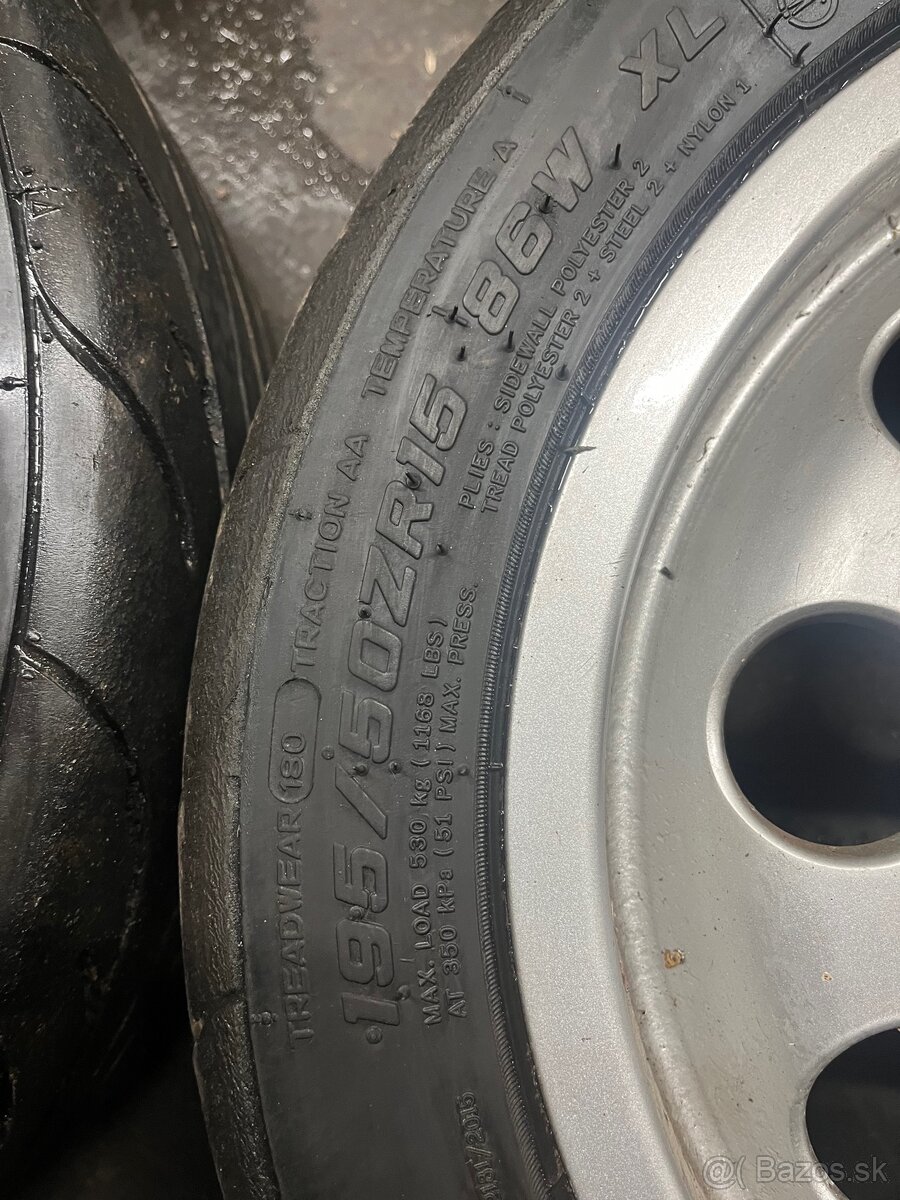 TREADWEAR 180 TRACTION AA TEMPERATURE A
195/50ZR15 86W XL
MAX. LOAD 530 kg (1168 LBS)
AT 350 kPa (51 PSI) MAX. PRESS.
PLIES : SIDEWALL POLYESTER 2
TREAD POLYESTER 2 + STEEL 2 + NYLON 1
/2015
Bazos.sk